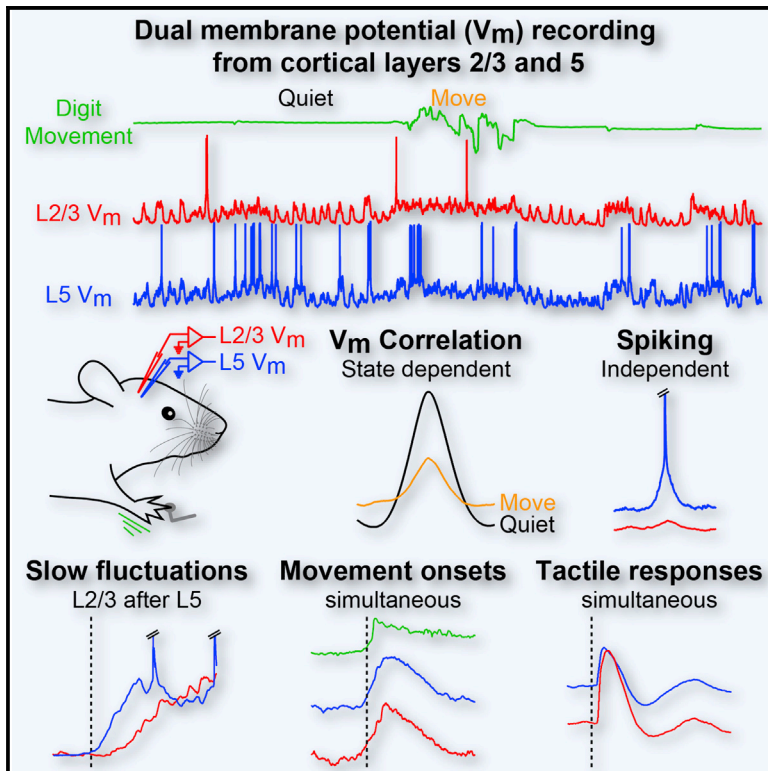 Dual membrane potential (Vm) recording
from cortical layers 2/3 and 5
Quiet
Move
Digit
Movement
L2/3 Vm
L5 Vm
L2/3 Vm
L5 Vm
Vm Correlation
State dependent
Move
Quiet
Spiking
Independent
Slow fluctuations
L2/3 after L5
Movement onsets
simultaneous
Tactile responses
simultaneous